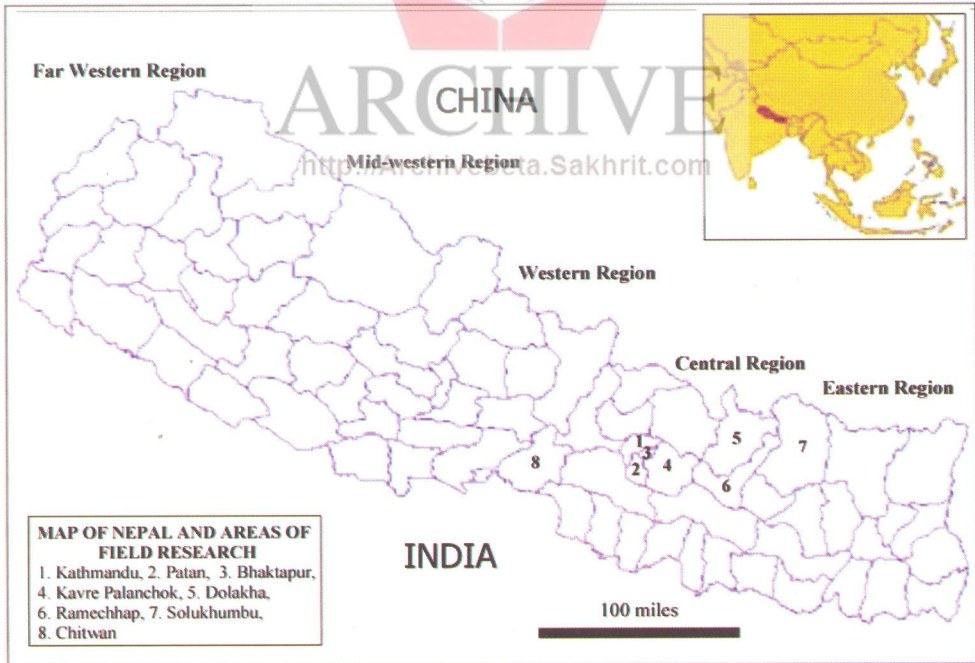 Far Western Region
ARCHIVE
CHINA
http://Archivebeta.Sakhrit.com
Mid-western Region
Western Region
Central Region
Eastern Region
1
3
2
4
5
6
7
8
MAP OF NEPAL AND AREAS OF
FIELD RESEARCH
1. Kathmandu, 2. Patan, 3. Bhaktapur,
4. Kavre Palanchok, 5. Dolakha,
6. Ramechhap, 7. Solukhumbu,
8. Chitwan
INDIA
100 miles